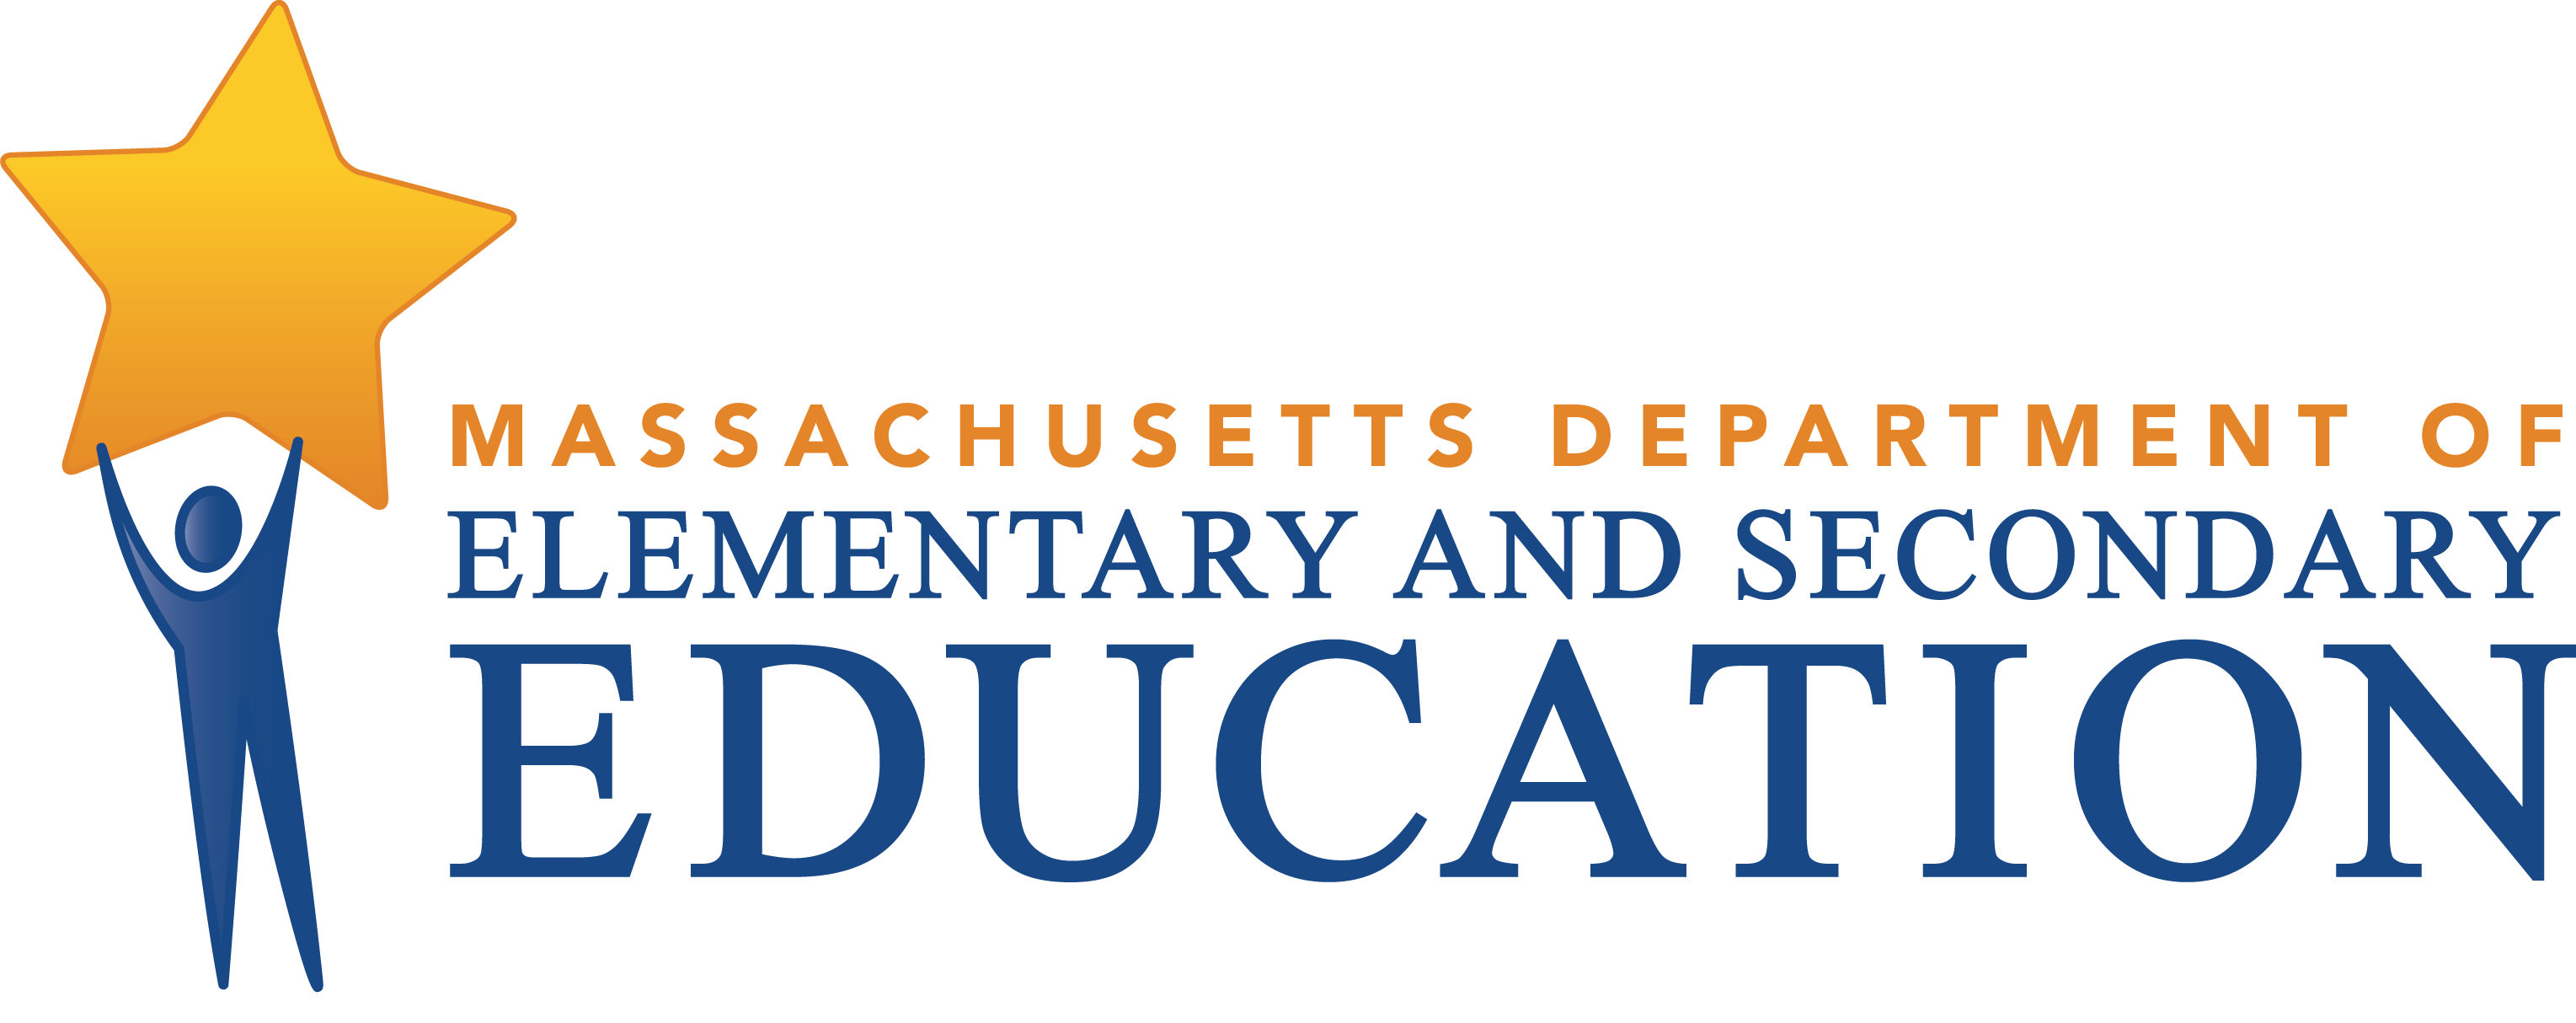 MASSACHUSETTS DEPARTMENT OF
ELEMENTARY AND SECONDARY
EDUCATION